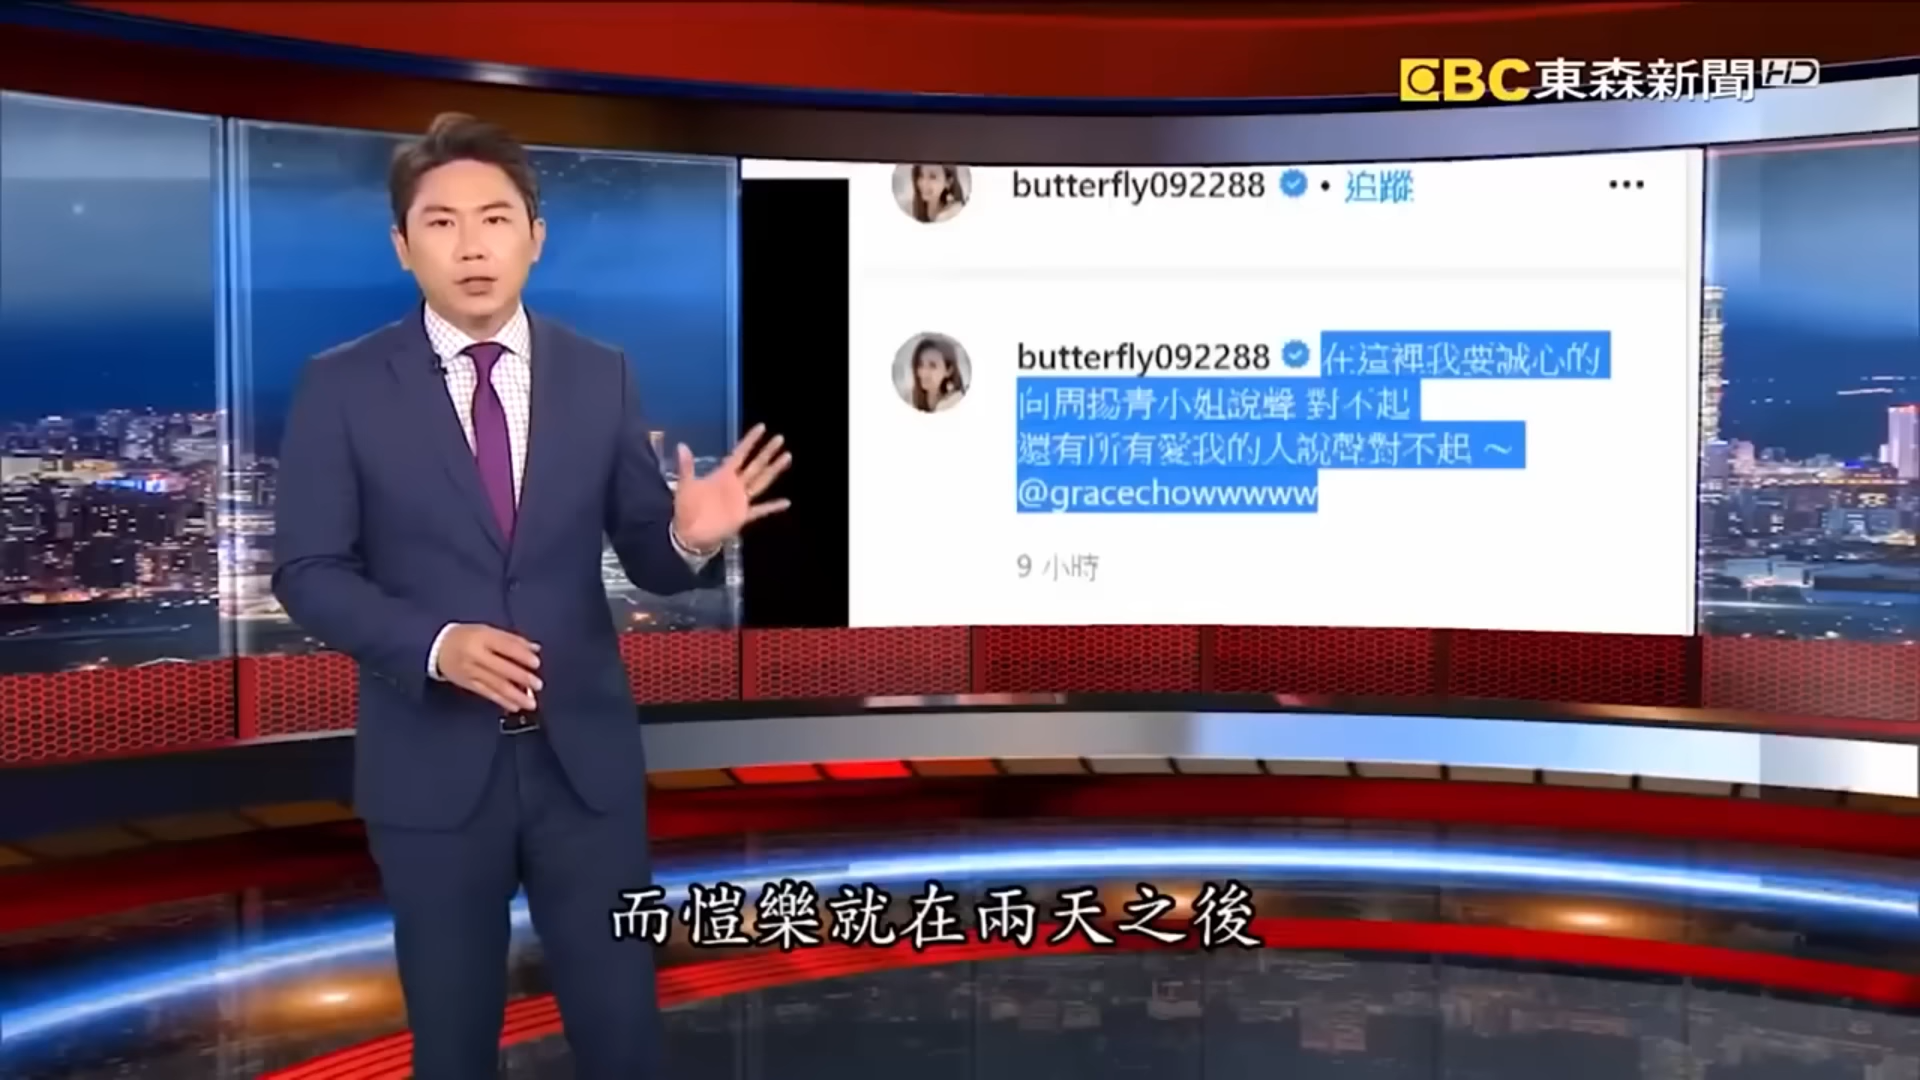 EBC東森新聞HD
butterfly092288 • 追蹤 •••
butterfly092288 在這裡我要誠心的
向周揚青小姐說聲 對不起
還有所有愛我的人說聲對不起 ~
@gracechowwwww
9 小時
而愷樂就在兩天之後